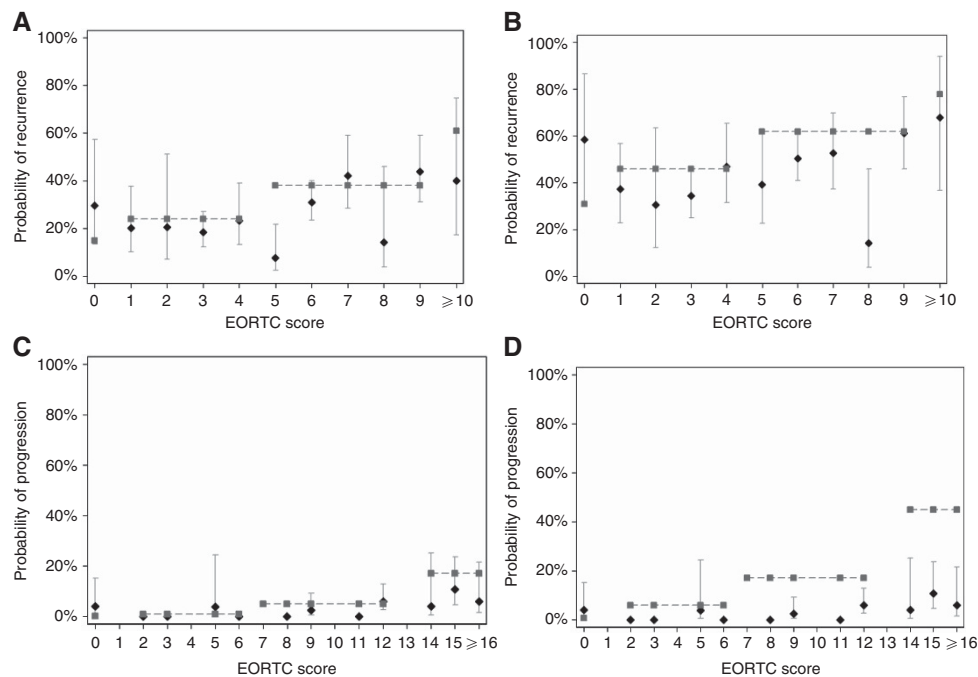 A
100%
80%
60%
40%
20%
0%
Probability of recurrence
0 1 2 3 4 5 6 7 8 9 ⩾10
EORTC score
B
100%
80%
60%
40%
20%
0%
Probability of recurrence
0 1 2 3 4 5 6 7 8 9 ⩾10
EORTC score
C
100%
80%
60%
40%
20%
0%
Probability of progression
0 1 2 3 4 5 6 7 8 9 10 11 12 13 14 15 ⩾16
EORTC score
D
100%
80%
60%
40%
20%
0%
Probability of progression
0 1 2 3 4 5 6 7 8 9 10 11 12 13 14 15 ⩾16
EORTC score